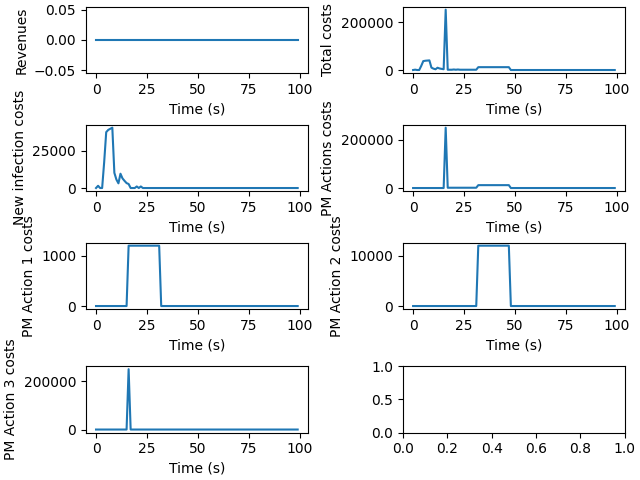 Revenues
0.05
0.00
−0.05
0 25 50 75 100
Time (s)
Total costs
200000
0
0 25 50 75 100
Time (s)
New infection costs
25000
0
0 25 50 75 100
Time (s)
PM Actions costs
200000
0
0 25 50 75 100
Time (s)
PM Action 1 costs
1000
0
0 25 50 75 100
Time (s)
PM Action 2 costs
10000
0
0 25 50 75 100
Time (s)
PM Action 3 costs
200000
0
0 25 50 75 100
Time (s)
1.0
0.5
0.0
0.0 0.2 0.4 0.6 0.8 1.0